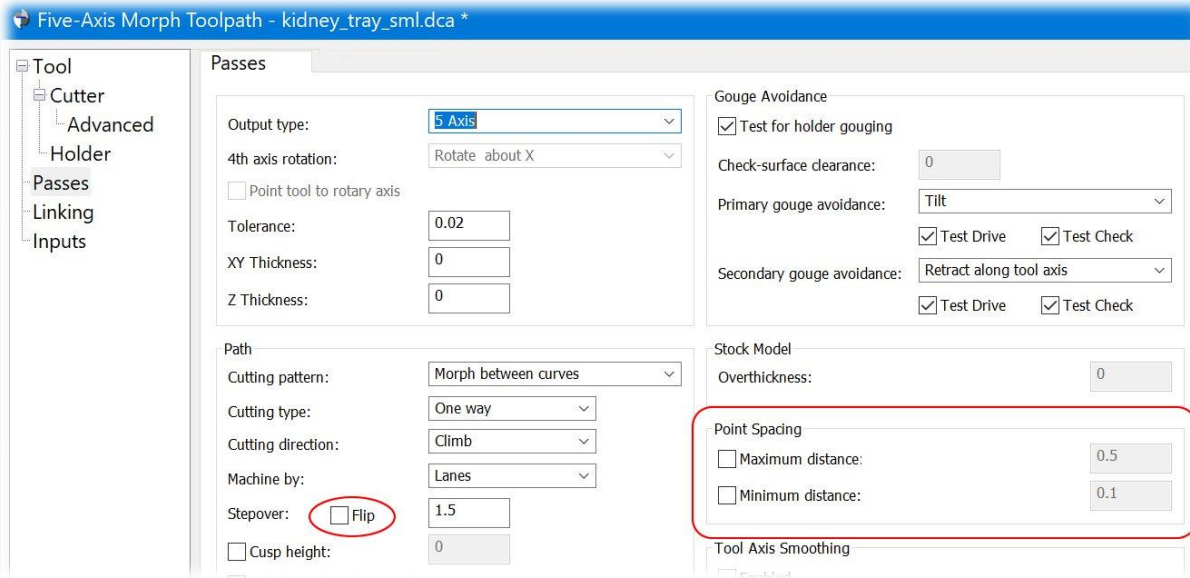 Five-Axis Morph Toolpath - kidney_tray_sml.dca *
Tool
Cutter
Advanced
Holder
Passes
Linking
Inputs
Passes
Output type: 5 Axis
4th axis rotation: Rotate about X
Point tool to rotary axis
Tolerance: 0.02
XY Thickness: 0
Z Thickness: 0
Path
Cutting pattern: Morph between curves
Cutting type: One way
Cutting direction: Climb
Machine by: Lanes
Stepover: Flip 1.5
Cusp height: 0
Gouge Avoidance
Test for holder gouging
Check-surface clearance: 0
Primary gouge avoidance: Tilt
Test Drive Test Check
Secondary gouge avoidance: Retract along tool axis
Test Drive Test Check
Stock Model
Overthickness: 0
Point Spacing
Maximum distance: 0.5
Minimum distance: 0.1
Tool Axis Smoothing
Enabled